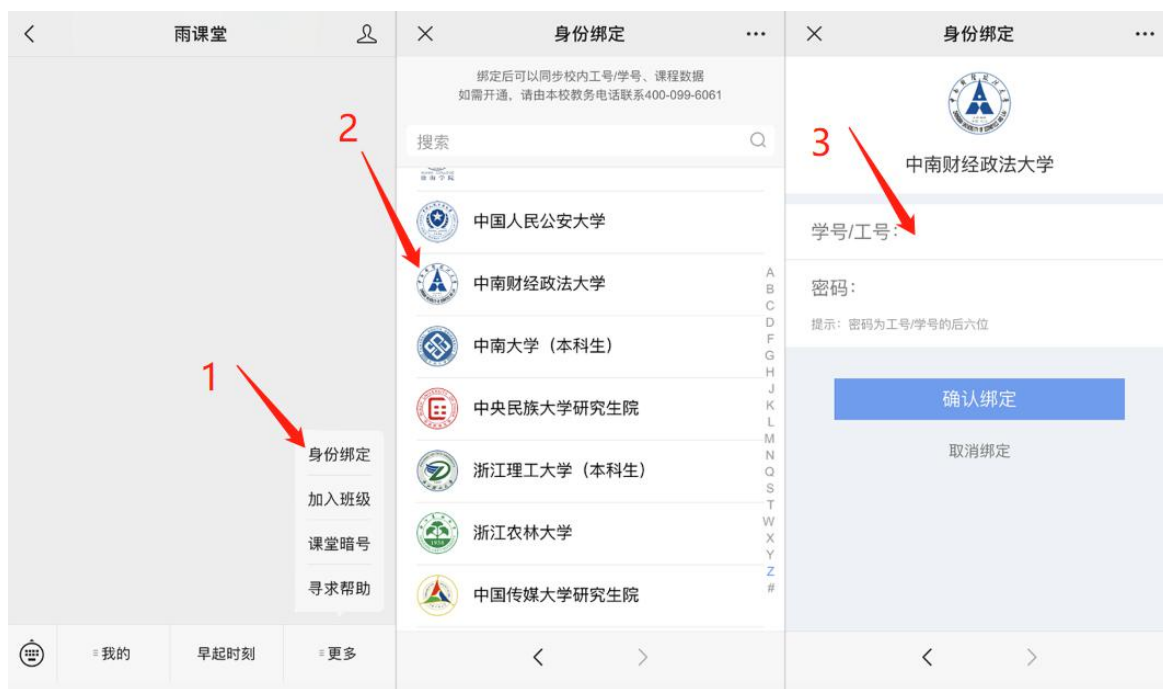 雨课堂
1
身份绑定
加入班级
课堂暗号
寻求帮助
我的
早起时刻
更多
身份绑定
绑定后可以同步校内工号/学号、课程数据
如需开通，请由本校教务电话联系400-099-6061
2
搜索
中国人民公安大学
中南财经政法大学
中南大学（本科生）
中央民族大学研究生院
浙江理工大学（本科生）
浙江农林大学
中国传媒大学研究生院
A
B
C
D
F
G
H
J
K
L
M
N
Q
S
T
W
X
Y
Z
#
身份绑定
3
中南财经政法大学
学号/工号：
密码：
提示：密码为工号/学号的后六位
确认绑定
取消绑定